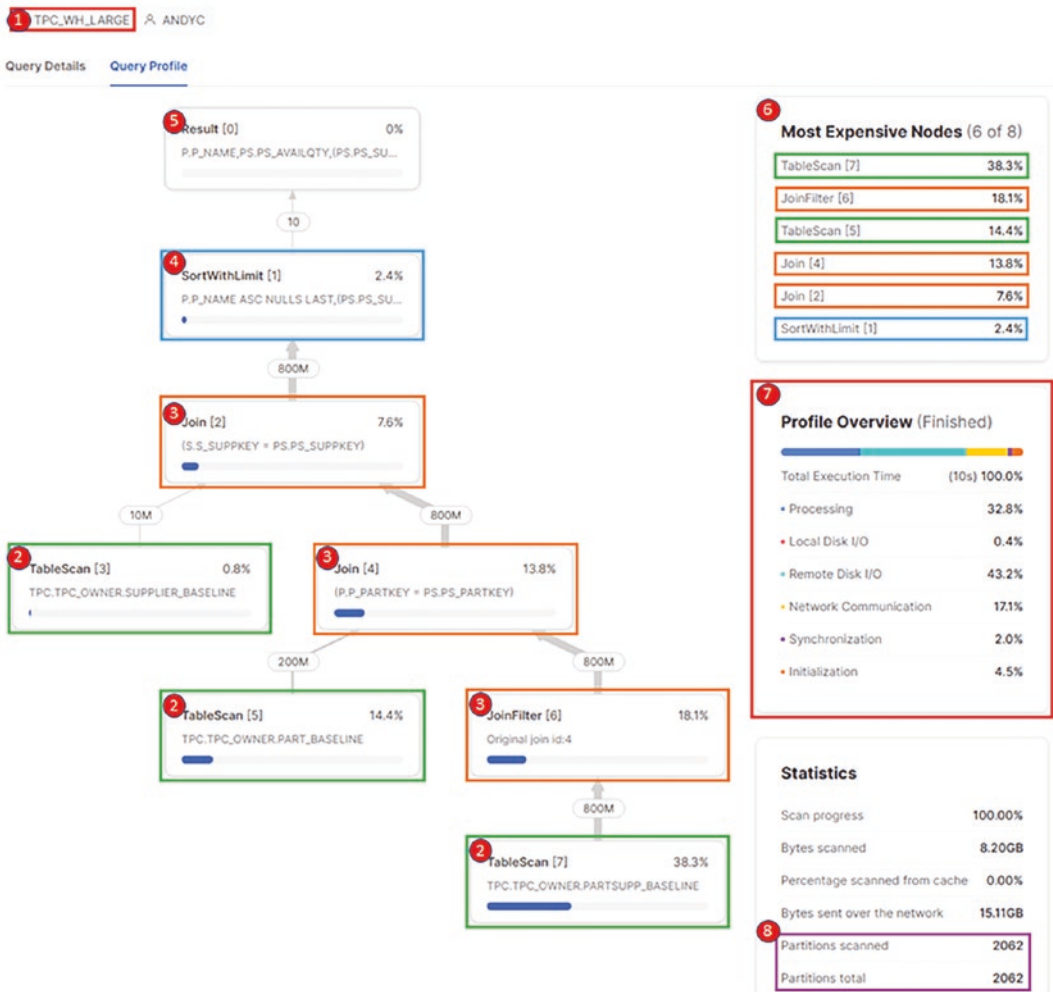 1 TPC_WH_LARGE ANDYC
Query Details Query Profile
5
Result [0] 0%
P.P_NAME,PS.PS_AVAILQTY,(PS.PS_SU...
10
4
SortWithLimit [1] 2.4%
P.P_NAME ASC NULLS LAST,(PS.PS_SU...
800M
3
Join [2] 7.6%
(S.S_SUPPKEY = PS.PS_SUPPKEY)
10M
800M
2
TableScan [3] 0.8%
TPC.TPC_OWNER.SUPPLIER_BASELINE
3
Join [4] 13.8%
(P.P_PARTKEY = PS.PS_PARTKEY)
200M
800M
2
TableScan [5] 14.4%
TPC.TPC_OWNER.PART_BASELINE
3
JoinFilter [6] 18.1%
Original join id:4
800M
2
TableScan [7] 38.3%
TPC.TPC_OWNER.PARTSUPP_BASELINE
6
Most Expensive Nodes (6 of 8)
TableScan [7] 38.3%
JoinFilter [6] 18.1%
TableScan [5] 14.4%
Join [4] 13.8%
Join [2] 7.6%
SortWithLimit [1] 2.4%
7
Profile Overview (Finished)
Total Execution Time (10s) 100.0%
• Processing 32.8%
• Local Disk I/O 0.4%
• Remote Disk I/O 43.2%
• Network Communication 17.1%
• Synchronization 2.0%
• Initialization 4.5%
Statistics
Scan progress 100.00%
Bytes scanned 8.20GB
Percentage scanned from cache 0.00%
Bytes sent over the network 15.11GB
8
Partitions scanned 2062
Partitions total 2062